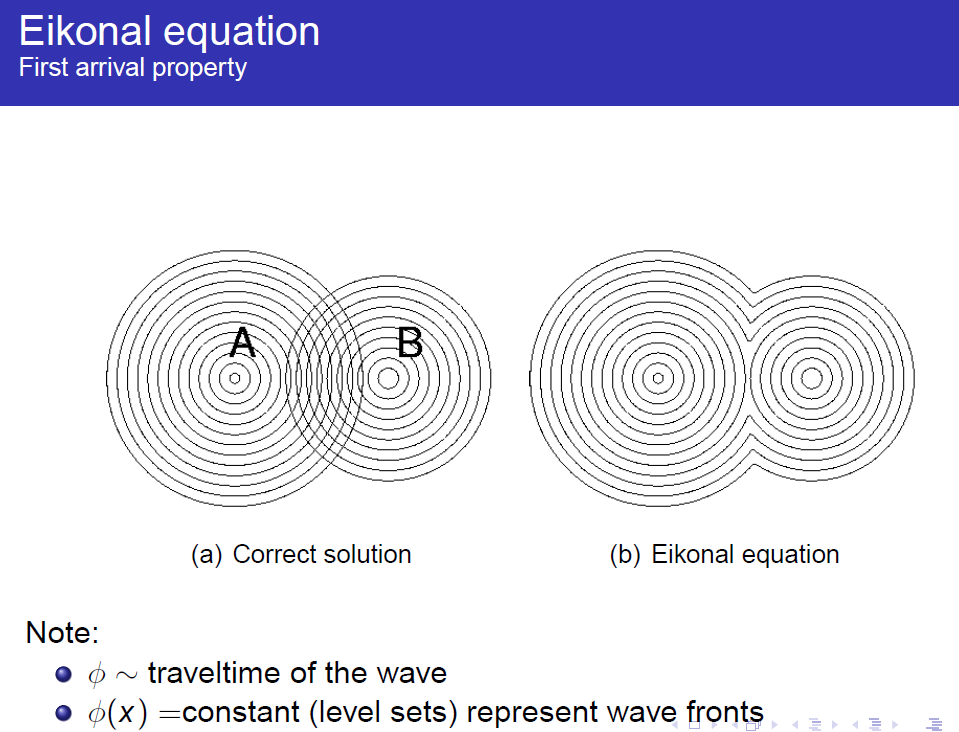 Eikonal equation
First arrival property
A
B
(a) Correct solution
(b) Eikonal equation
Note:
ϕ ∼ traveltime of the wave
ϕ(x) =constant (level sets) represent wave fronts